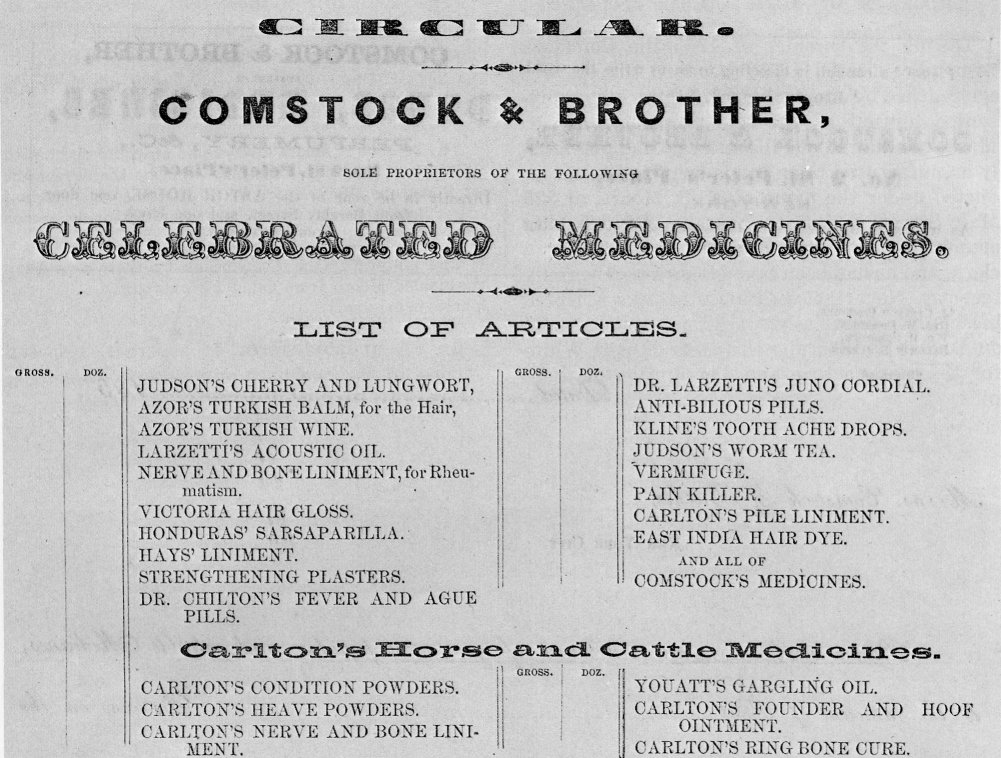 CIRCULAR.
COMSTOCK & BROTHER,
SOLE PROPRIETORS OF THE FOLLOWING
CELEBRATED MEDICINES.
LIST OF ARTICLES.
GROSS. DOZ.
JUDSON'S CHERRY AND LUNGWORT,
AZOR'S TURKISH BALM, for the Hair,
AZOR'S TURKISH WINE.
LARZETTI'S ACOUSTIC OIL.
NERVE AND BONE LINIMENT, for Rheu-
matism.
VICTORIA HAIR GLOSS.
HONDURAS' SARSAPARILLA.
HAYS' LINIMENT.
STRENGTHENING PLASTERS.
DR. CHILTON'S FEVER AND AGUE
PILLS.
GROSS. DOZ.
DR. LARZETTI'S JUNO CORDIAL.
ANTI-BILIOUS PILLS.
KLINE'S TOOTH ACHE DROPS.
JUDSON'S WORM TEA.
VERMIFUGE.
PAIN KILLER.
CARLTON'S PILE LINIMENT.
EAST INDIA HAIR DYE.
AND ALL OF
COMSTOCK'S MEDICINES.
Carlton's Horse and Cattle Medicines.
CARLTON'S CONDITION POWDERS.
CARLTON'S HEAVE POWDERS.
CARLTON'S NERVE AND BONE LINI-
MENT.
GROSS. DOZ.
YOUATT'S GARGLING OIL.
CARLTON'S FOUNDER AND HOOF
OINTMENT.
CARLTON'S RING BONE CURE.